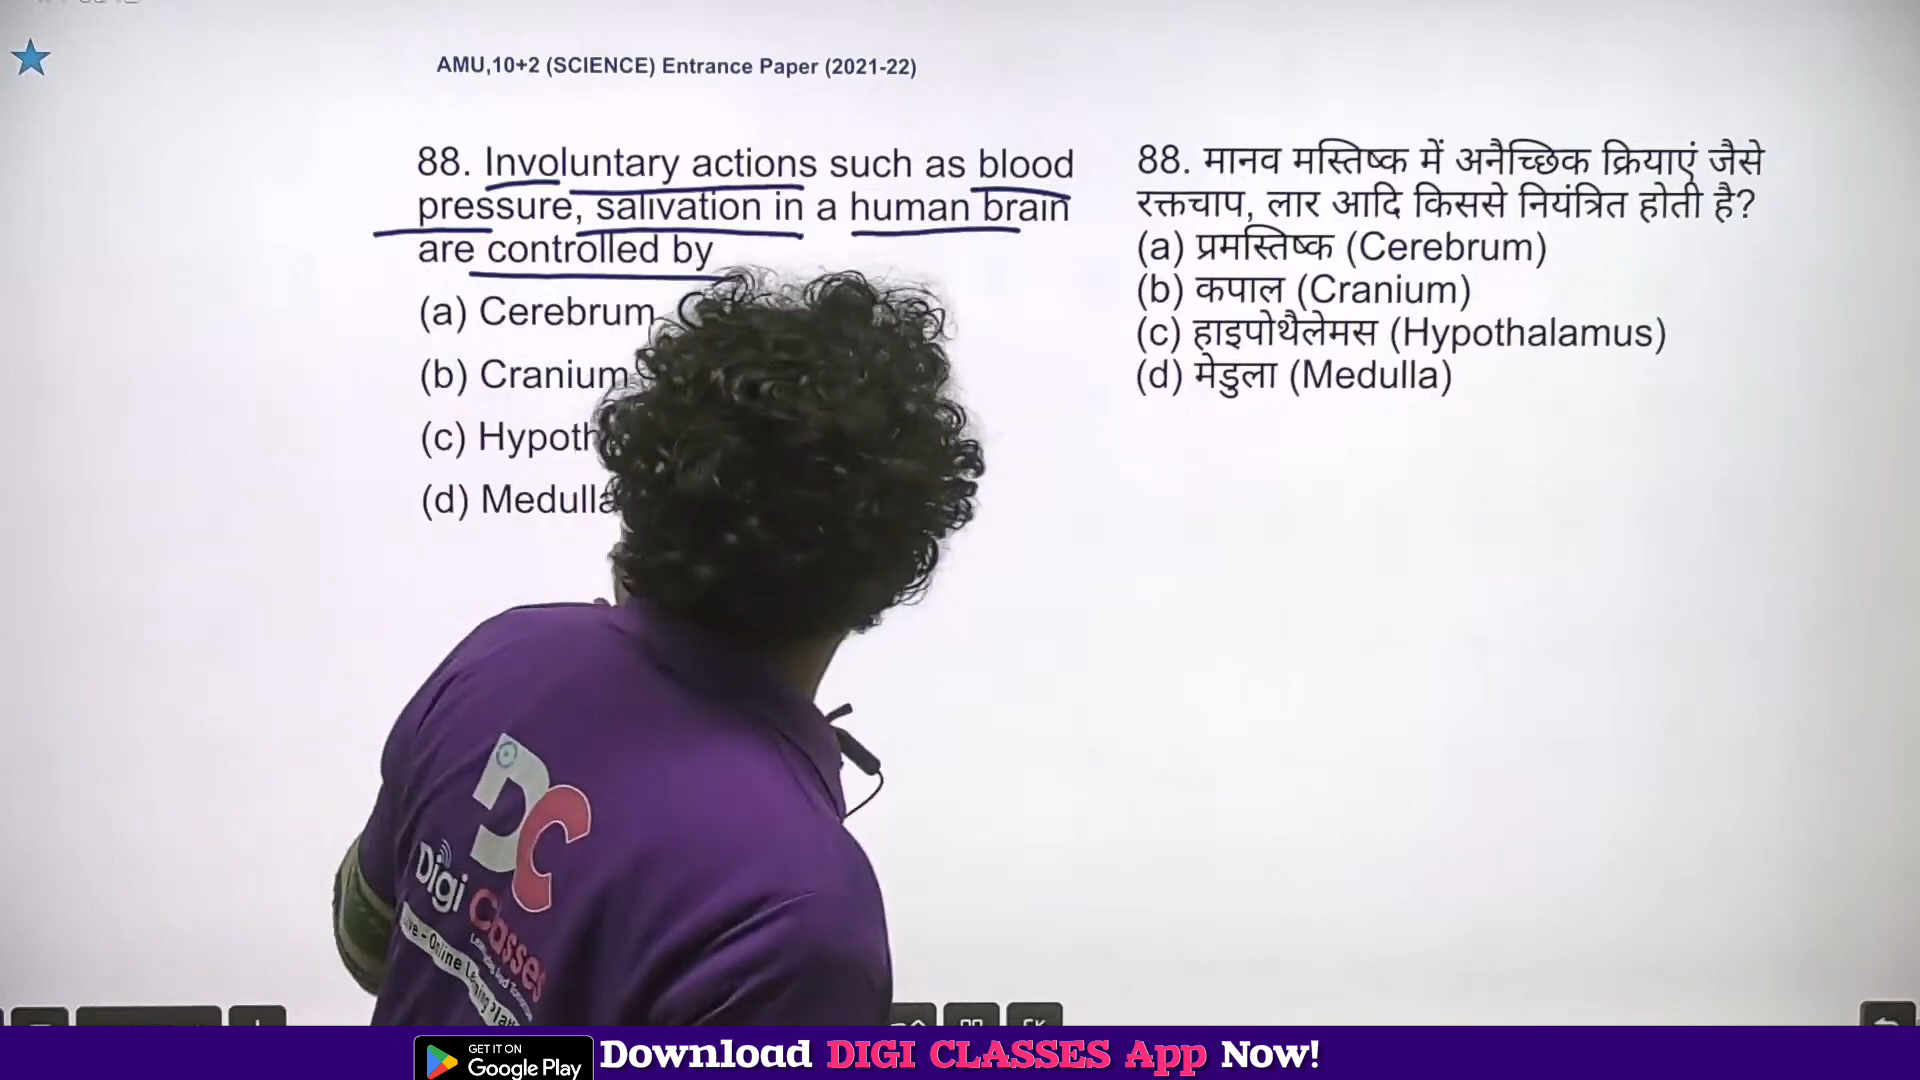 AMU,10+2 (SCIENCE) Entrance Paper (2021-22)
88. Involuntary actions such as blood
pressure, salivation in a human brain
are controlled by
(a) Cerebrum
(b) Cranium
(c) Hypoth
(d) Medulla
88. मानव मस्तिष्क में अनैच्छिक क्रियाएं जैसे
रक्तचाप, लार आदि किससे नियंत्रित होती है?
(a) प्रमस्तिष्क (Cerebrum)
(b) कपाल (Cranium)
(c) हाइपोथैलेमस (Hypothalamus)
(d) मेडुला (Medulla)
DC
Digi Classes
GET IT ON
Google Play
Download DIGI CLASSES App Now!